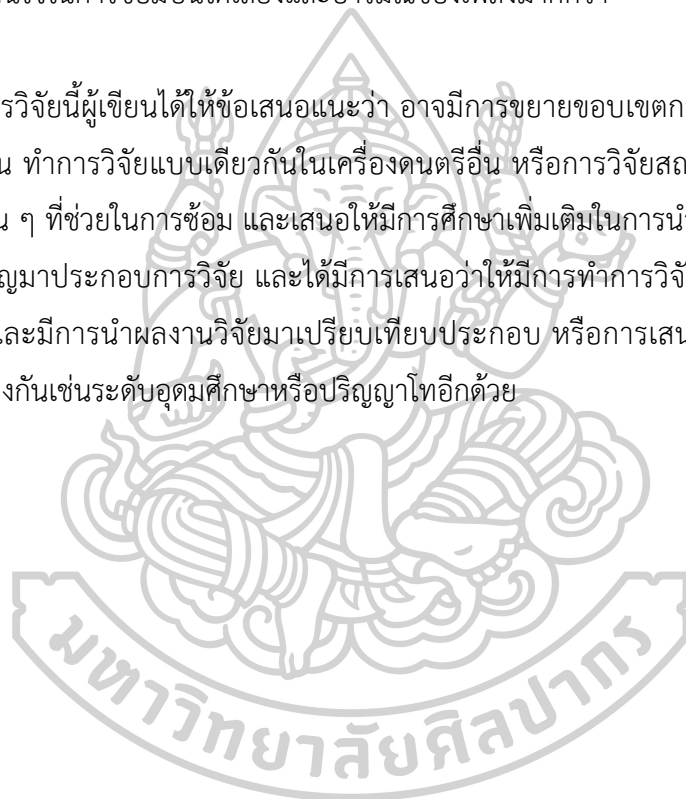 รวิจัยนี้ผู้เขียนได้ให้ข้อเสนอแนะว่า อาจมีการขยายขอบเขตก
น ทำการวิจัยแบบเดียวกันในเครื่องดนตรีอื่น หรือการวิจัยสถ
น ๆ ที่ช่วยในการซ้อม และเสนอให้มีการศึกษาเพิ่มเติมในการนำ
ญมาประกอบการวิจัย และได้มีการเสนอว่าให้มีการทำการวิจั
และมีการนำผลงานวิจัยมาเปรียบเทียบประกอบ หรือการเสน
งกันเช่นระดับอุดมศึกษาหรือปริญญาโทอีกด้วย
มหาวิทยาลัยศิลปากร